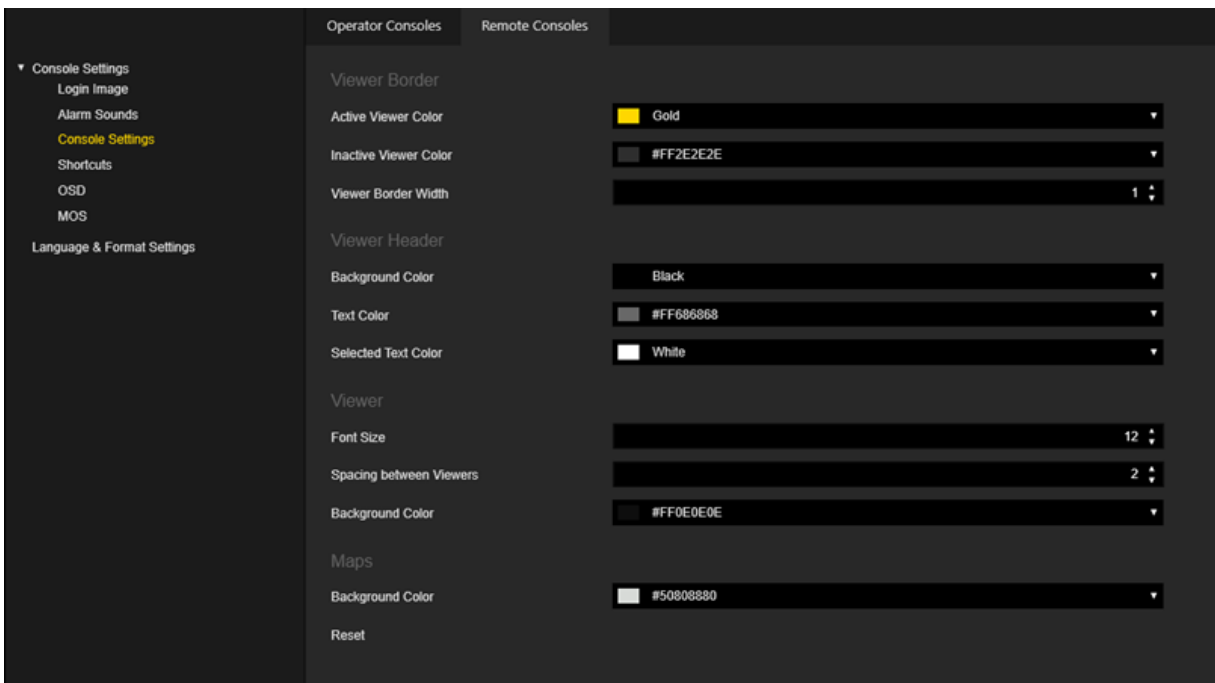 Operator Consoles Remote Consoles
Console Settings
Login Image
Alarm Sounds
Console Settings
Shortcuts
OSD
MOS
Language & Format Settings
Viewer Border
Active Viewer Color Gold
Inactive Viewer Color #FF2E2E2E
Viewer Border Width 1
Viewer Header
Background Color Black
Text Color #FF686868
Selected Text Color White
Viewer
Font Size 12
Spacing between Viewers 2
Background Color #FF0E0E0E
Maps
Background Color #50808880
Reset